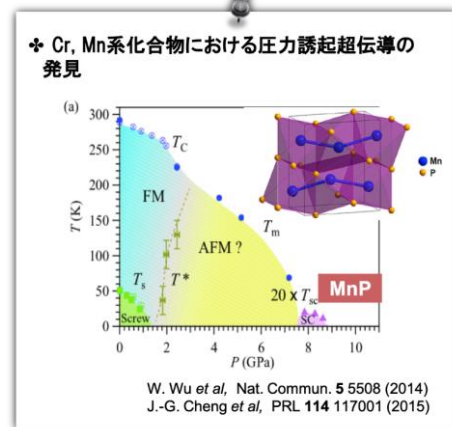 ✤ Cr, Mn系化合物における圧力誘起超伝導の
発見
(a)
300
250
200
150
100
50
0
T (K)
T_C
FM
AFM ?
T_m
T_s
T*
20 x T_sc
Screw
SC
MnP
Mn
P
0 2 4 6 8 10
P (GPa)
W. Wu et al, Nat. Commun. 5 5508 (2014)
J.-G. Cheng et al, PRL 114 117001 (2015)